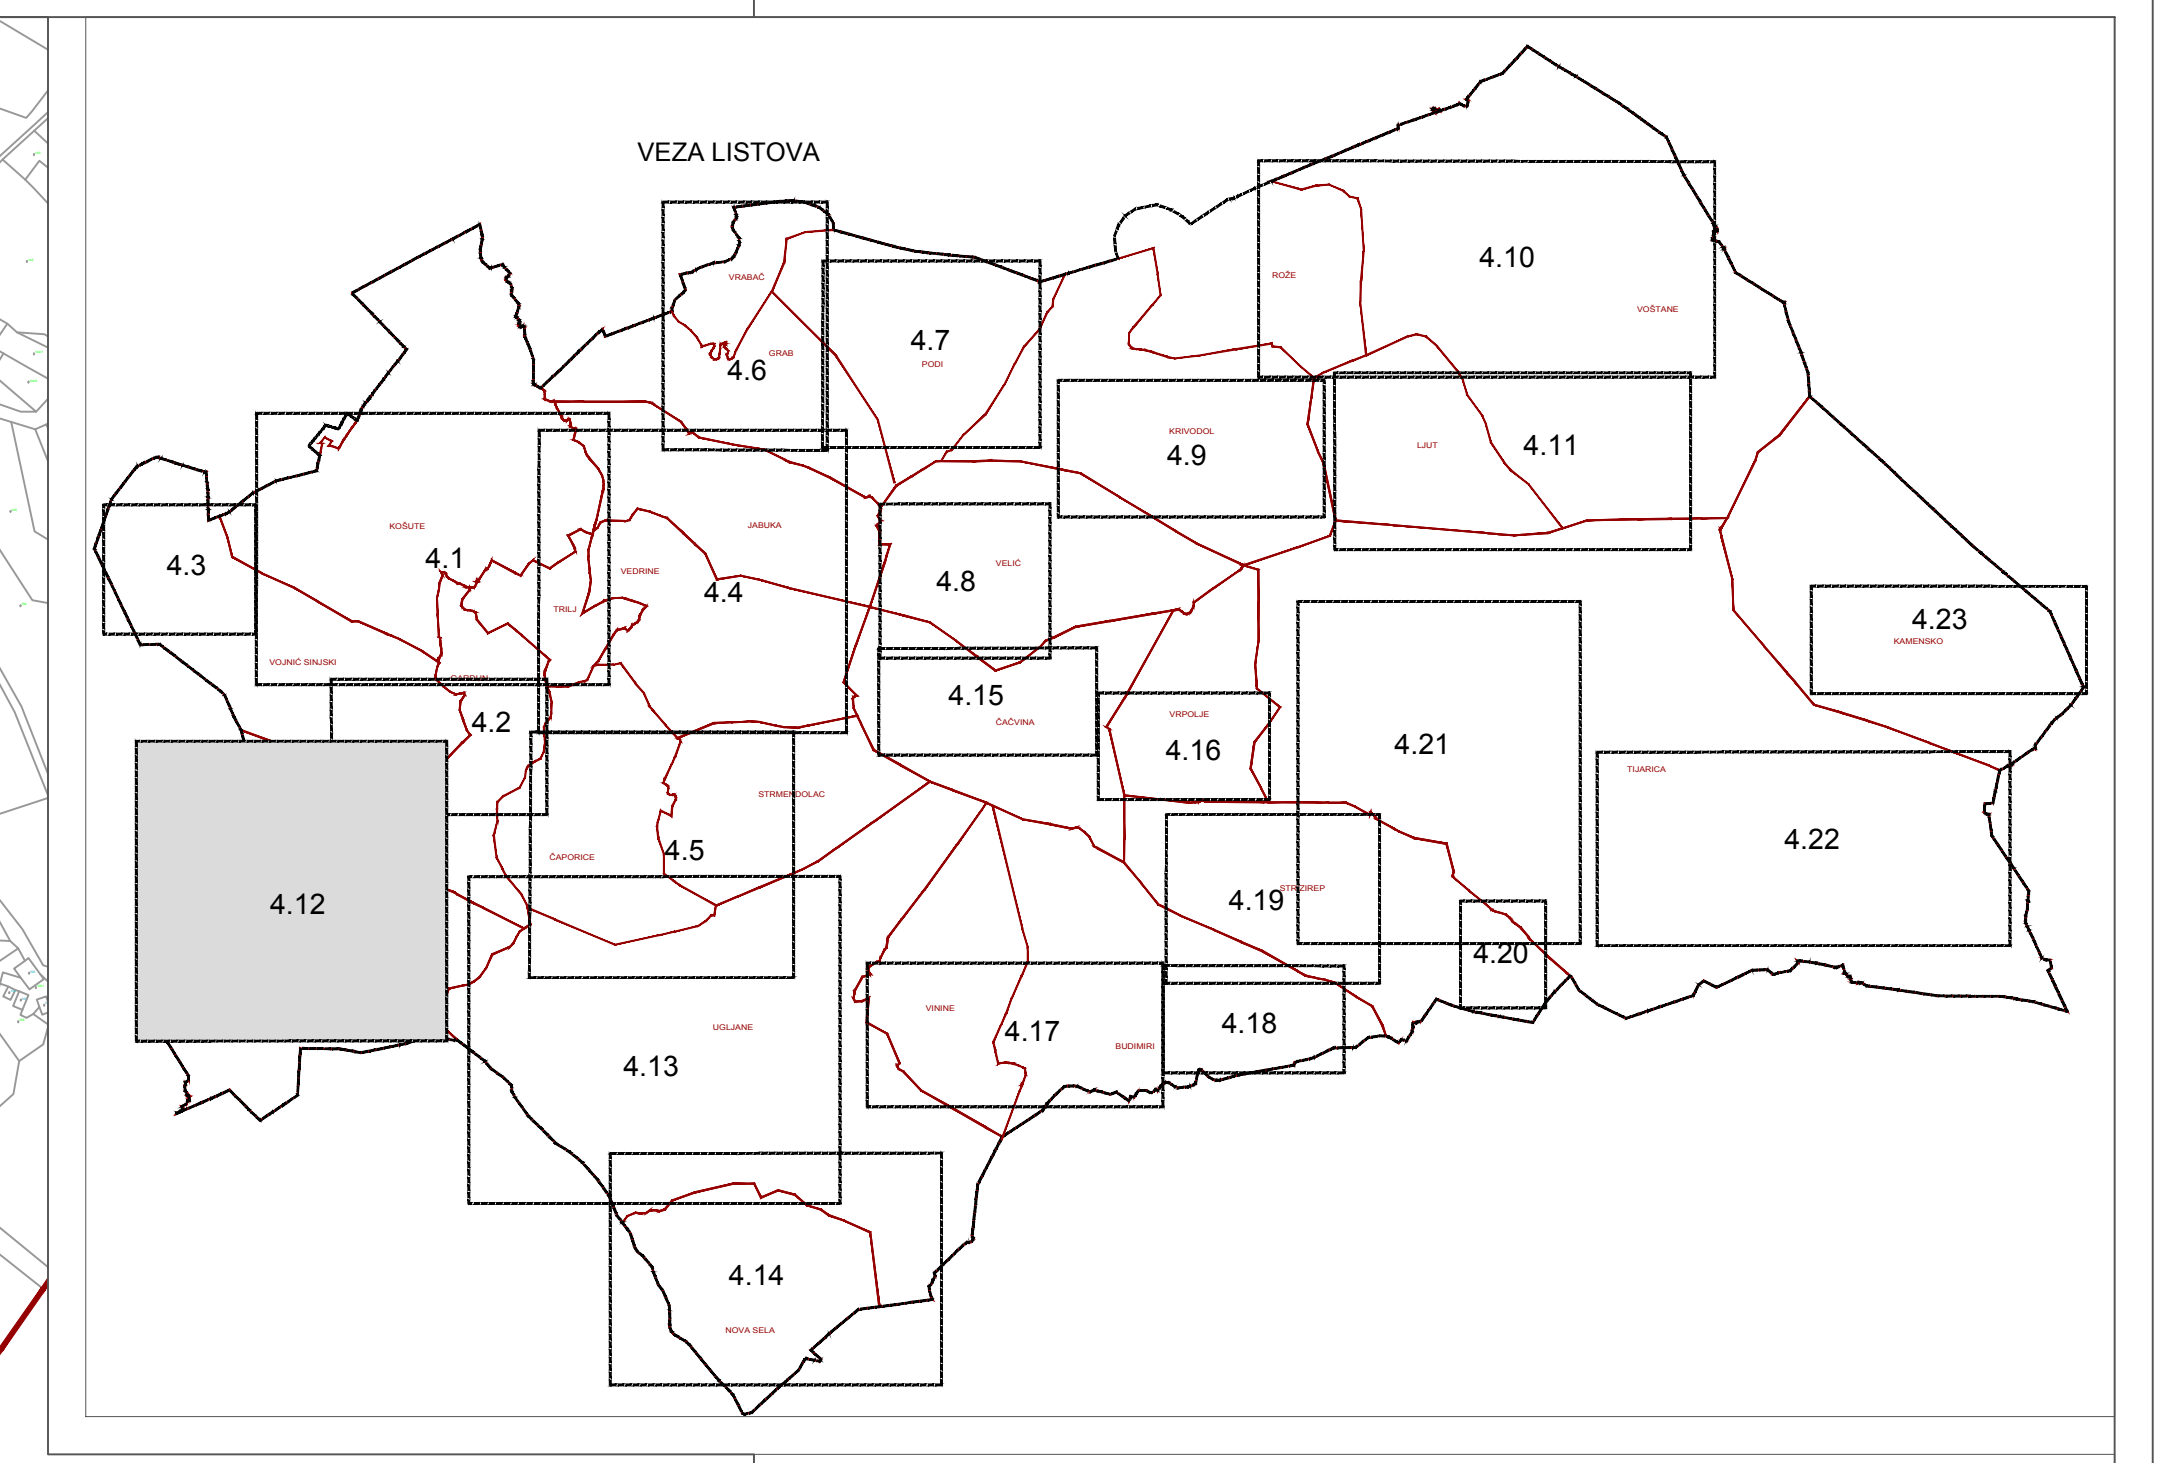 VEZA LISTOVA
4.10
ROŽE
VRABAČ
VOŠTANE
4.7
GRAB
PODI
4.6
KRIVODOL
4.9
LJUT
4.11
KOŠUTE
JABUKA
4.1
4.3
VELIĆ
VEDRINE
4.8
4.4
TRILJ
4.23
KAMENSKO
VOJNIĆ SINJSKI
GARDUN
4.15
4.2
ČAČVINA
VRPOLJE
4.16
4.21
TIJARICA
STRMENDOLAC
4.22
4.5
ČAPORICE
STRIZIREP
4.19
4.12
4.20
VININE
4.18
UGLJANE
4.17
BUDIMIRI
4.13
4.14
NOVA SELA